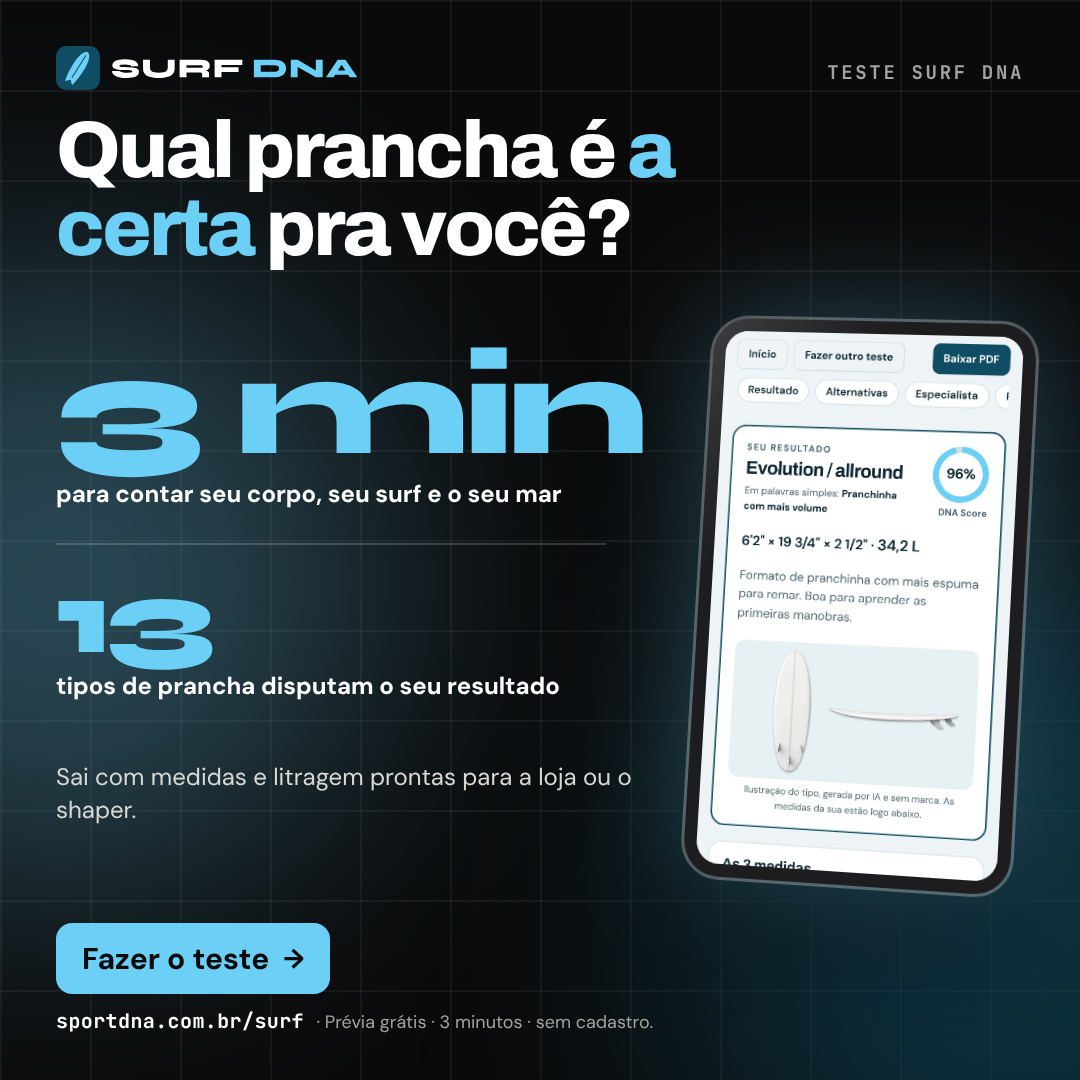 SURF DNA
TESTE SURF DNA
Qual prancha é a
certa pra você?
3 min
para contar seu corpo, seu surf e o seu mar
13
tipos de prancha disputam o seu resultado
Sai com medidas e litragem prontas para a loja ou o
shaper.
Fazer o teste →
sportdna.com.br/surf · Prévia grátis · 3 minutos · sem cadastro.
Início
Fazer outro teste
Baixar PDF
Resultado
Alternativas
Especialista
SEU RESULTADO
Evolution / allround
Em palavras simples: Pranchinha
com mais volume
96%
DNA Score
6'2" × 19 3/4" × 2 1/2" · 34,2 L
Formato de pranchinha com mais espuma
para remar. Boa para aprender as
primeiras manobras.
Ilustração do tipo, gerada por IA e sem marca. As
medidas da sua estão logo abaixo.
As 3 medidas